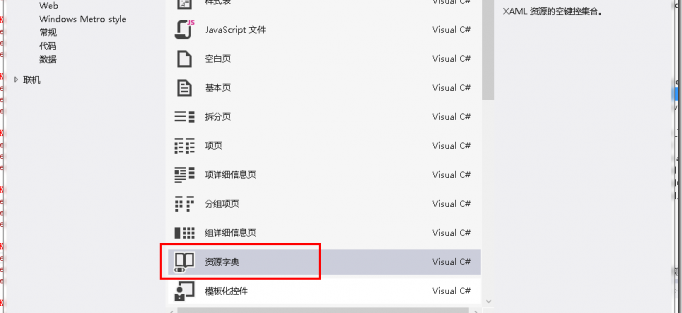 Web
Windows Metro style
常规
代码
数据
联机
样式表 Visual C#
JavaScript 文件 Visual C#
空白页 Visual C#
基本页 Visual C#
拆分页 Visual C#
项页 Visual C#
项详细信息页 Visual C#
分组项页 Visual C#
组详细信息页 Visual C#
资源字典 Visual C#
模板化控件 Visual C#
XAML 资源的空键控集合。